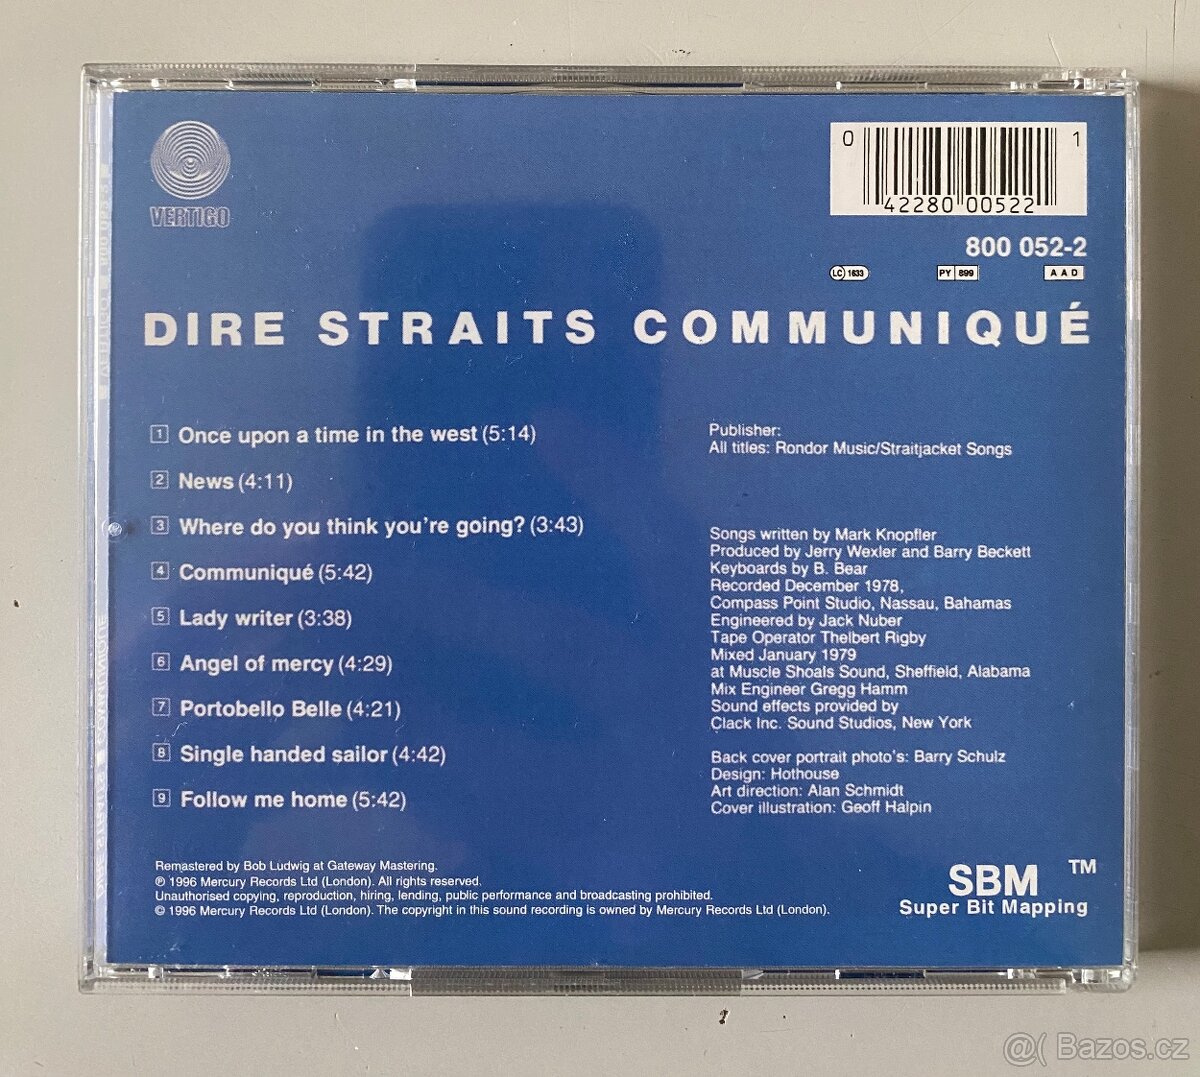 VERTIGO
0 42280 00522 1
800 052-2
LC 1633
PY 899
AAD
DIRE STRAITS COMMUNIQUÉ
1 Once upon a time in the west (5:14)
2 News (4:11)
3 Where do you think you're going? (3:43)
4 Communiqué (5:42)
5 Lady writer (3:38)
6 Angel of mercy (4:29)
7 Portobello Belle (4:21)
8 Single handed sailor (4:42)
9 Follow me home (5:42)
Publisher:
All titles: Rondor Music/Straitjacket Songs
Songs written by Mark Knopfler
Produced by Jerry Wexler and Barry Beckett
Keyboards by B. Bear
Recorded December 1978,
Compass Point Studio, Nassau, Bahamas
Engineered by Jack Nuber
Tape Operator Thelbert Rigby
Mixed January 1979
at Muscle Shoals Sound, Sheffield, Alabama
Mix Engineer Gregg Hamm
Sound effects provided by
Clack Inc. Sound Studios, New York
Back cover portrait photo's: Barry Schulz
Design: Hothouse
Art direction: Alan Schmidt
Cover illustration: Geoff Halpin
Remastered by Bob Ludwig at Gateway Mastering.
℗ 1996 Mercury Records Ltd (London). All rights reserved.
Unauthorised copying, reproduction, hiring, lending, public performance and broadcasting prohibited.
© 1996 Mercury Records Ltd (London). The copyright in this sound recording is owned by Mercury Records Ltd (London).
SBM TM
Super Bit Mapping
@( Bazos.cz